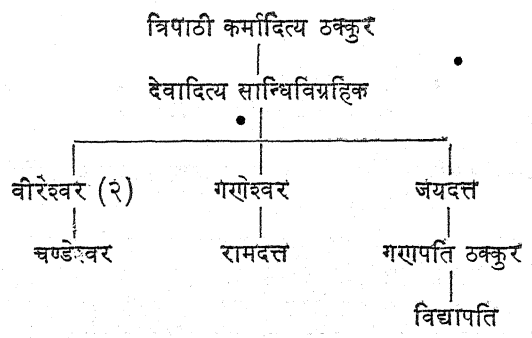 त्रिपाठी कर्मादित्य ठक्कुर
देवादित्य सान्धिविग्रहिक
वीरेश्वर (२) गणेश्वर जयदत्त
चण्डेश्वर रामदत्त गणपति ठक्कुर
विद्यापति